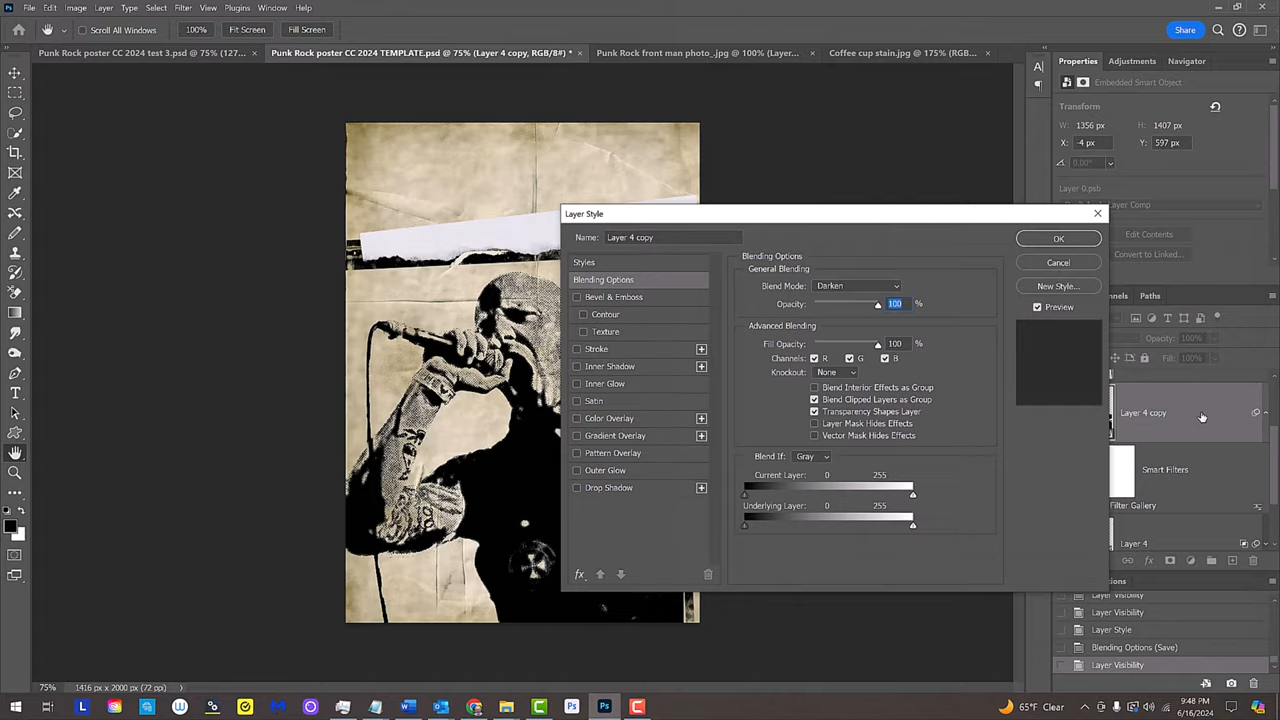 File Edit Image Layer Type Select Filter View Plugins Window Help
Scroll All Windows 100% Fit Screen Fill Screen Share
Punk Rock poster CC 2024 test 3.psd @ 75% (127... × Punk Rock poster CC 2024 TEMPLATE.psd @ 75% (Layer 4 copy, RGB/8#) * × Punk Rock front man photo_.jpg @ 100% (Layer... × Coffee cup stain.jpg @ 175% (RGB... ×
Properties Adjustments Navigator
Embedded Smart Object
Transform
W: 1356 px H: 1407 px
X: -4 px Y: 597 px
0.00°
Layer 0.psb
Edit Contents
Convert to Linked...
Layer Style
Name: Layer 4 copy
OK
Cancel
New Style...
Preview
Styles
Blending Options
Bevel & Emboss
Contour
Texture
Stroke
Inner Shadow
Inner Glow
Satin
Color Overlay
Gradient Overlay
Pattern Overlay
Outer Glow
Drop Shadow
fx
Blending Options
General Blending
Blend Mode: Darken
Opacity: 100 %
Advanced Blending
Fill Opacity: 100 %
Channels: R G B
Knockout: None
Blend Interior Effects as Group
Blend Clipped Layers as Group
Transparency Shapes Layer
Layer Mask Hides Effects
Vector Mask Hides Effects
Blend If: Gray
Current Layer: 0 255
Underlying Layer: 0 255
Paths
Opacity: 100%
Fill: 100%
Layer 4 copy
Smart Filters
Filter Gallery
Layer 4
fx
Layer Visibility
Layer Visibility
Layer Style
Blending Options (Save)
Layer Visibility
75% 1416 px x 2000 px (72 ppi)
65°F Clear 9:48 PM
6/16/2024